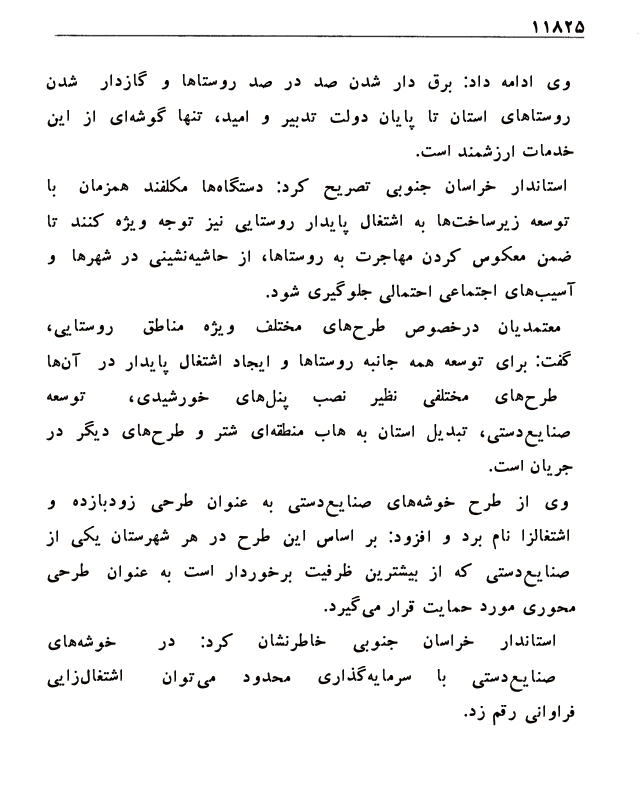 ۱۱۸۲۵
وی ادامه داد: برق دار شدن صد در صد روستاها و گازدار شدن
روستاهای استان تا پایان دولت تدبیر و امید، تنها گوشه‌ای از این
خدمات ارزشمند است.
استاندار خراسان جنوبی تصریح کرد: دستگاه‌ها مکلفند همزمان با
توسعه زیرساخت‌ها به اشتغال پایدار روستایی نیز توجه ویژه کنند تا
ضمن معکوس کردن مهاجرت به روستاها، از حاشیه‌نشینی در شهرها و
آسیب‌های اجتماعی احتمالی جلوگیری شود.
معتمدیان درخصوص طرح‌های مختلف ویژه مناطق روستایی،
گفت: برای توسعه همه جانبه روستاها و ایجاد اشتغال پایدار در آن‌ها
طرح‌های مختلفی نظیر نصب پنل‌های خورشیدی، توسعه
صنایع‌دستی، تبدیل استان به هاب منطقه‌ای شتر و طرح‌های دیگر در
جریان است.
وی از طرح خوشه‌های صنایع‌دستی به عنوان طرحی زودبازده و
اشتغالزا نام برد و افزود: بر اساس این طرح در هر شهرستان یکی از
صنایع‌دستی که از بیشترین ظرفیت برخوردار است به عنوان طرحی
محوری مورد حمایت قرار می‌گیرد.
استاندار خراسان جنوبی خاطرنشان کرد: در خوشه‌های
صنایع‌دستی با سرمایه‌گذاری محدود می‌توان اشتغال‌زایی
فراوانی رقم زد.